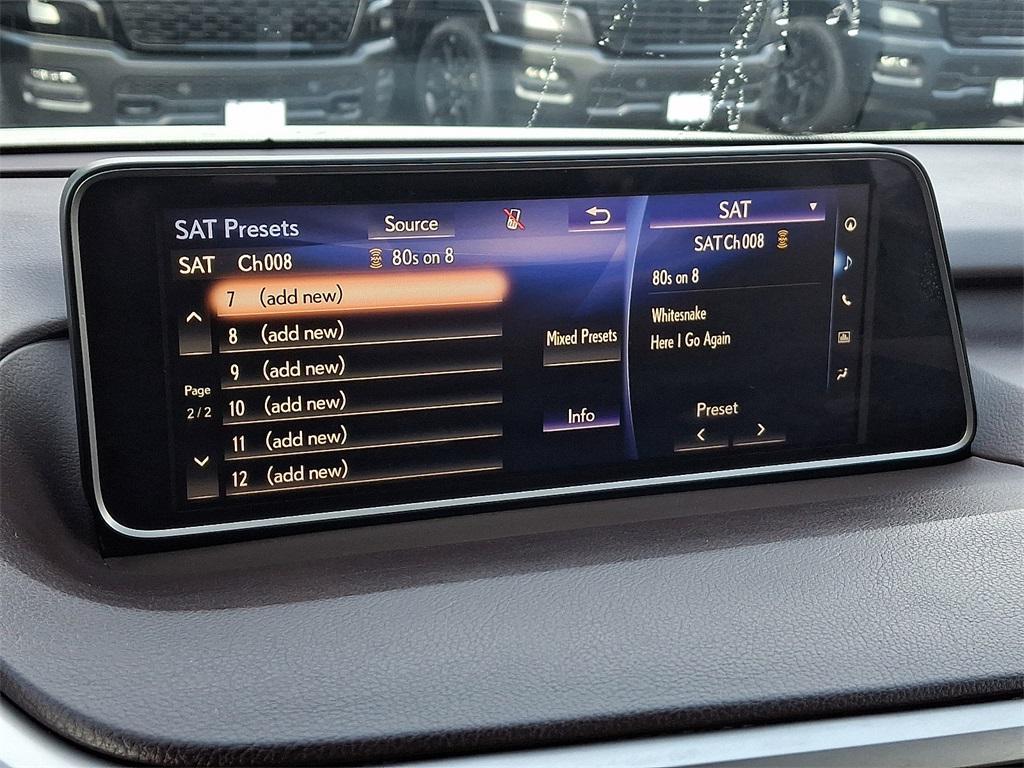 SAT Presets
Source
SAT Ch008
80s on 8
7 (add new)
8 (add new)
9 (add new)
10 (add new)
11 (add new)
12 (add new)
Page
2/2
Mixed Presets
Info
SAT
SAT Ch 008
80s on 8
Whitesnake
Here I Go Again
Preset